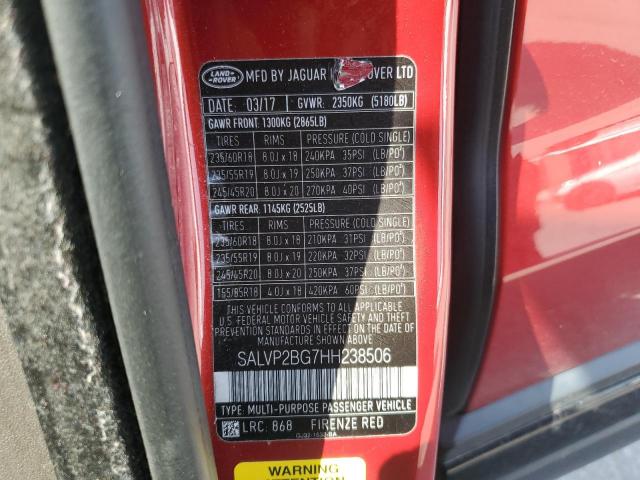 LAND ROVER
MFD BY JAGUAR OVER LTD
DATE: 03/17 GVWR: 2350KG (5180LB)
GAWR FRONT 1300KG (2865LB)
TIRES RIMS PRESSURE (COLD SINGLE)
235/60R18 8.0J x 18 240KPA 35PSI (LB/PO²)
235/55R19 8.0J x 19 250KPA 37PSI (LB/PO²)
245/45R20 8.0J x 20 270KPA 40PSI (LB/PO²)
GAWR REAR 1145KG (2525LB)
TIRES RIMS PRESSURE (COLD SINGLE)
235/60R18 8.0J x 18 210KPA 31PSI (LB/PO²)
235/55R19 8.0J x 19 220KPA 32PSI (LB/PO²)
245/45R20 8.0J x 20 250KPA 37PSI (LB/PO²)
155/85R18 4.0J x 18 420KPA 60PSI (LB/PO²)
THIS VEHICLE CONFORMS TO ALL APPLICABLE
U.S. FEDERAL MOTOR VEHICLE SAFETY AND THEFT
PREVENTION STANDARDS IN EFFECT ON THE DATE
OF MANUFACTURE SHOWN ABOVE
SALVP2BG7HH238506
TYPE: MULTI-PURPOSE PASSENGER VEHICLE
LRC: 868 FIRENZE RED
WARNING
ATTENTION